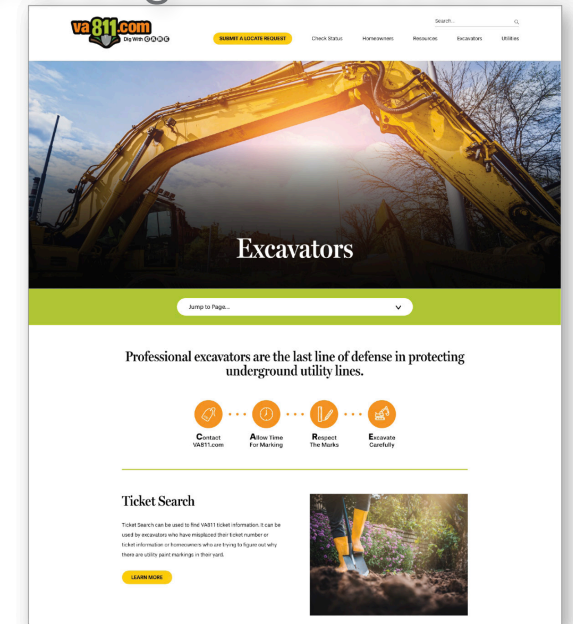 va811.com
Dig With CARE
Search...
SUBMIT A LOCATE REQUEST
Check Status
Homeowners
Resources
Excavators
Utilities
Excavators
Jump to Page...
Professional excavators are the last line of defense in protecting
underground utility lines.
Contact
VA811.com
Allow Time
For Marking
Respect
The Marks
Excavate
Carefully
Ticket Search
Ticket Search can be used to find VA811 ticket information. It can be
used by excavators who have misplaced their ticket number or
ticket information or homeowners who are trying to figure out why
there are utility paint markings in their yard.
LEARN MORE